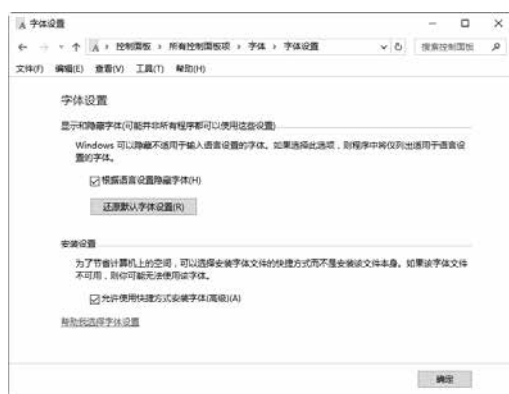 字体设置
控制面板 › 所有控制面板项 › 字体 › 字体设置
搜索控制面板
文件(F) 编辑(E) 查看(V) 工具(T) 帮助(H)
字体设置
显示和隐藏字体(可能并非所有程序都可以使用这些设置)
Windows 可以隐藏不适用于输入语言设置的字体。如果选择此选项，则程序中将仅列出适用于语言设
置的字体。
根据语言设置隐藏字体(H)
还原默认字体设置(R)
安装设置
为了节省计算机上的空间，可以选择安装字体文件的快捷方式而不是安装该文件本身。如果该字体文件
不可用，则你可能无法使用该字体。
允许使用快捷方式安装字体(高级)(A)
帮助我选择字体设置
确定